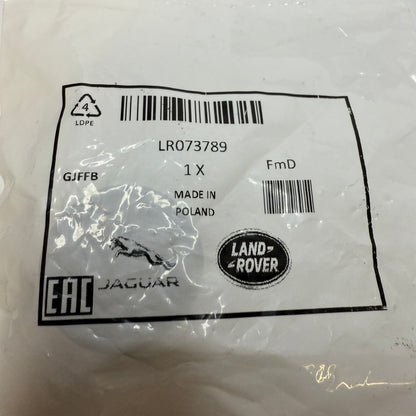 4
LDPE
LR073789
GJFFB
1 X
FmD
MADE IN
POLAND
EAC
JAGUAR
LAND-
-ROVER